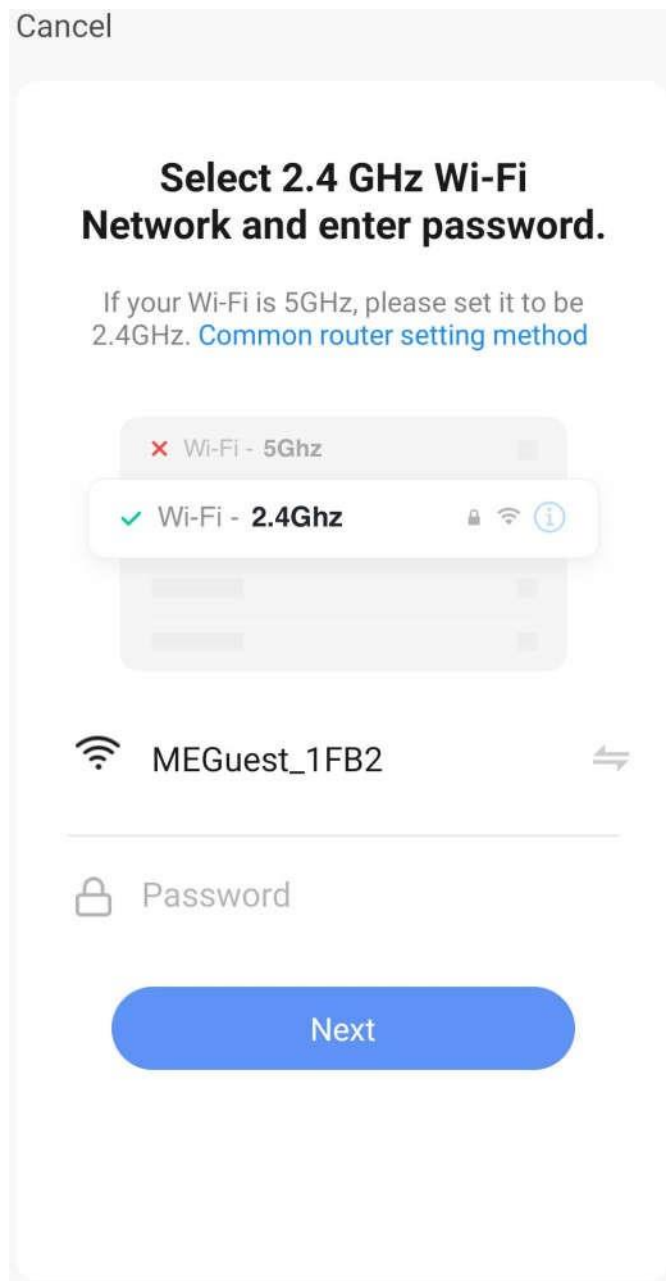 Cancel
Select 2.4 GHz Wi-Fi
Network and enter password.
If your Wi-Fi is 5GHz, please set it to be
2.4GHz. Common router setting method
Wi-Fi - 5Ghz
Wi-Fi - 2.4Ghz
MEGuest_1FB2
Password
Next